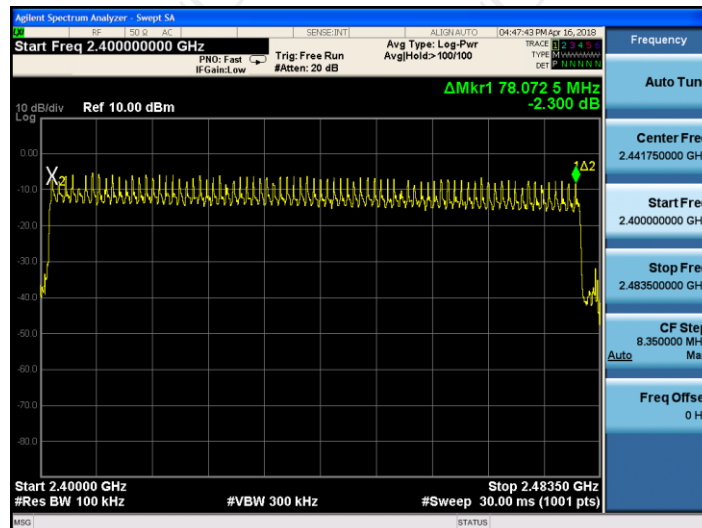 Agilent Spectrum Analyzer - Swept SA
RF 50 Ω AC SENSE:INT ALIGN AUTO 04:47:43 PM Apr 16, 2018
Start Freq 2.400000000 GHz
PNO: Fast
IFGain:Low
Trig: Free Run
#Atten: 20 dB
Avg Type: Log-Pwr
Avg|Hold:>100/100
TRACE 1 2 3 4 5 6
TYPE M W W W W W
DET P N N N N N
ΔMkr1 78.072 5 MHz
-2.300 dB
10 dB/div Ref 10.00 dBm
Log
0.00
-10.0
-20.0
-30.0
-40.0
-50.0
-60.0
-70.0
-80.0
X2
1Δ2
Start 2.40000 GHz Stop 2.48350 GHz
#Res BW 100 kHz #VBW 300 kHz #Sweep 30.00 ms (1001 pts)
MSG STATUS
Frequency
Auto Tun
Center Fre
2.441750000 GH
Start Fre
2.400000000 GH
Stop Fre
2.483500000 GH
CF Step
8.350000 MH
Auto Ma
Freq Offse
0 H